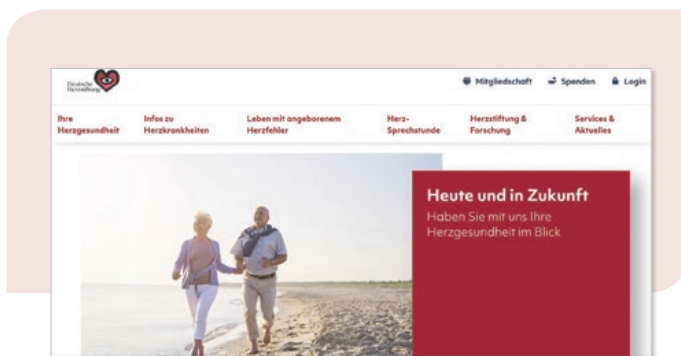 Deutsche
Herzstiftung
Mitgliedschaft
Spenden
Login
Ihre
Herzgesundheit
Infos zu
Herzkrankheiten
Leben mit angeborenem
Herzfehler
Herz-
Sprechstunde
Herzstiftung &
Forschung
Services &
Aktuelles
Heute und in Zukunft
Haben Sie mit uns Ihre
Herzgesundheit im Blick